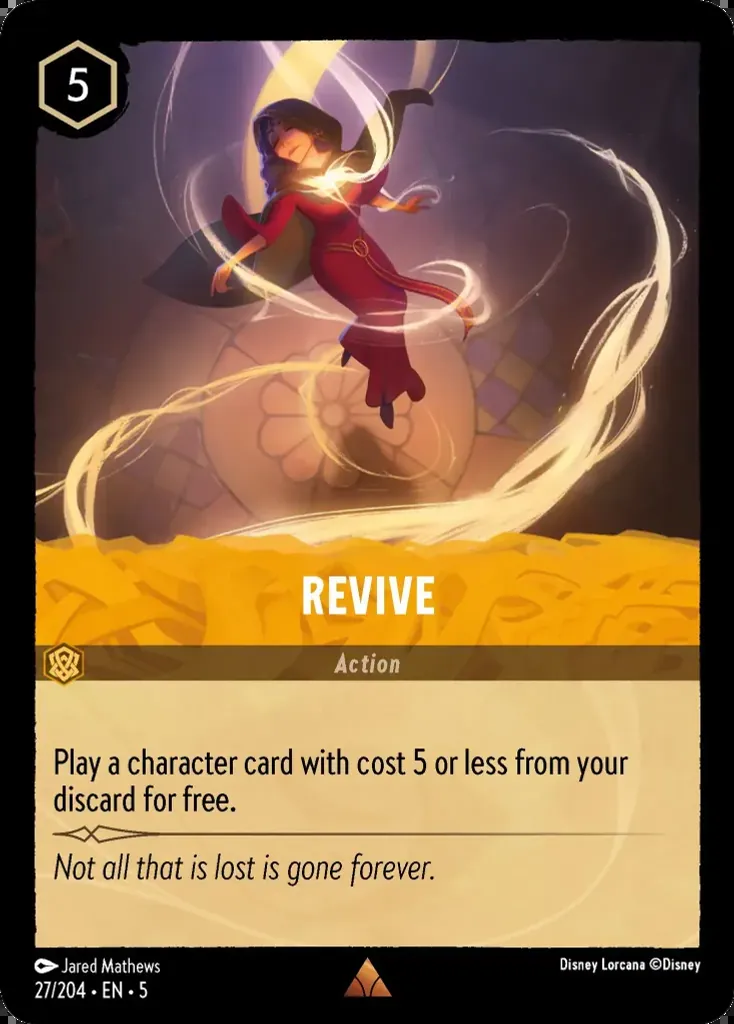 5
REVIVE
Action
Play a character card with cost 5 or less from your
discard for free.
Not all that is lost is gone forever.
Jared Mathews
Disney Lorcana ©Disney
27/204 • EN • 5